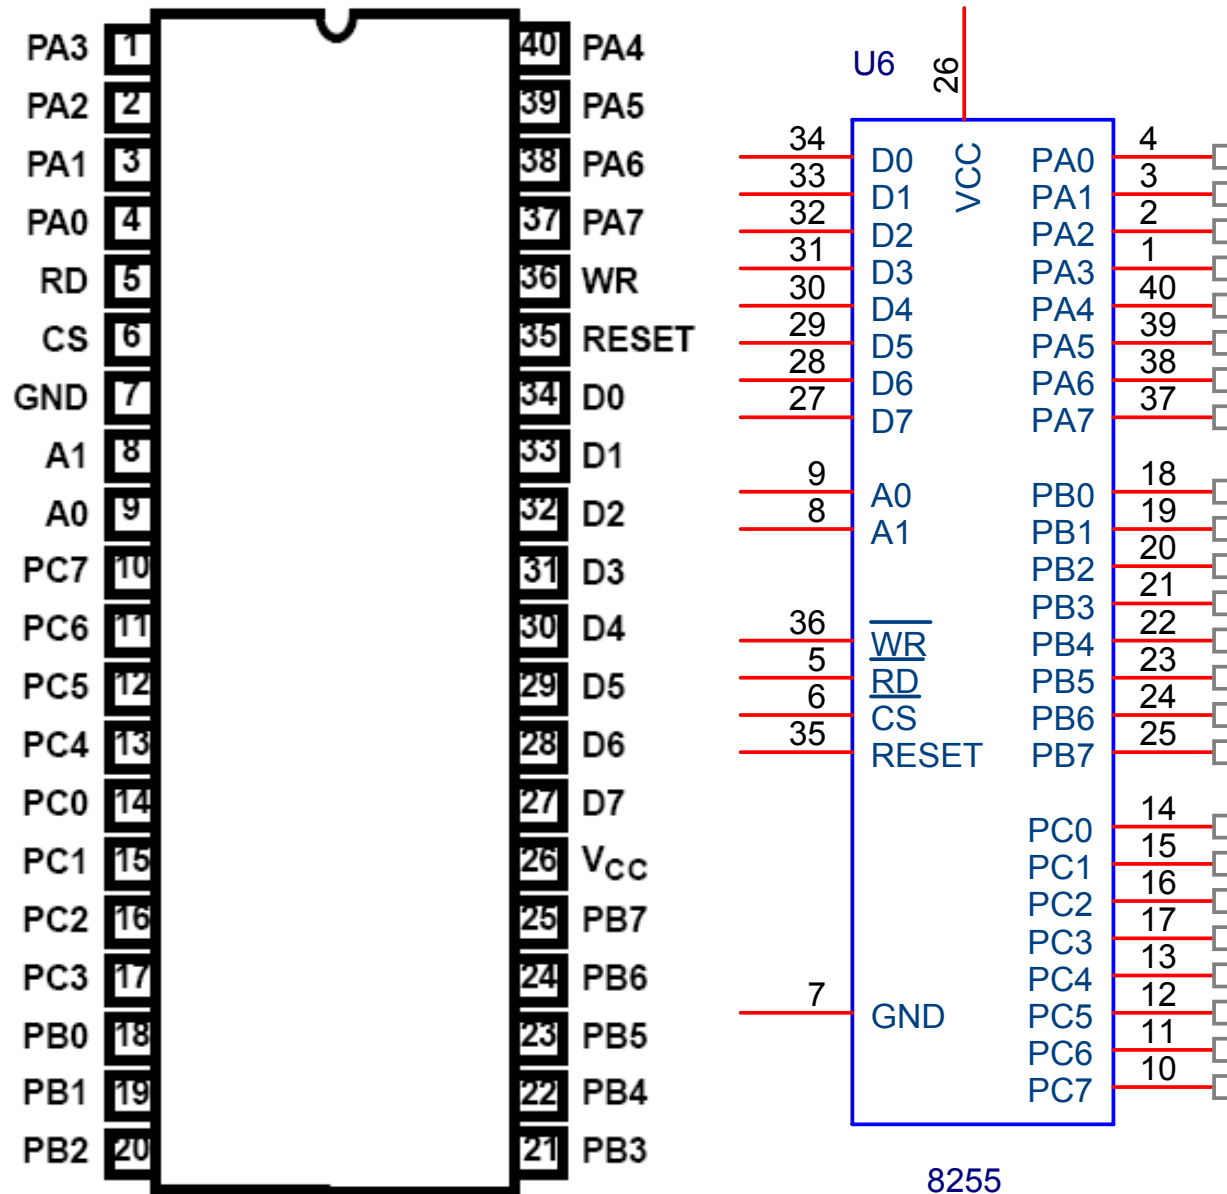 PA3 1 40 PA4
PA2 2 39 PA5
PA1 3 38 PA6
PA0 4 37 PA7
RD 5 36 WR
CS 6 35 RESET
GND 7 34 D0
A1 8 33 D1
A0 9 32 D2
PC7 10 31 D3
PC6 11 30 D4
PC5 12 29 D5
PC4 13 28 D6
PC0 14 27 D7
PC1 15 26 VCC
PC2 16 25 PB7
PC3 17 24 PB6
PB0 18 23 PB5
PB1 19 22 PB4
PB2 20 21 PB3
U6 26
VCC
34 D0 PA0 4
33 D1 PA1 3
32 D2 PA2 2
31 D3 PA3 1
30 D4 PA4 40
29 D5 PA5 39
28 D6 PA6 38
27 D7 PA7 37
9 A0 PB0 18
8 A1 PB1 19
PB2 20
PB3 21
36 WR PB4 22
5 RD PB5 23
6 CS PB6 24
35 RESET PB7 25
PC0 14
PC1 15
PC2 16
PC3 17
PC4 13
7 GND PC5 12
PC6 11
PC7 10
8255